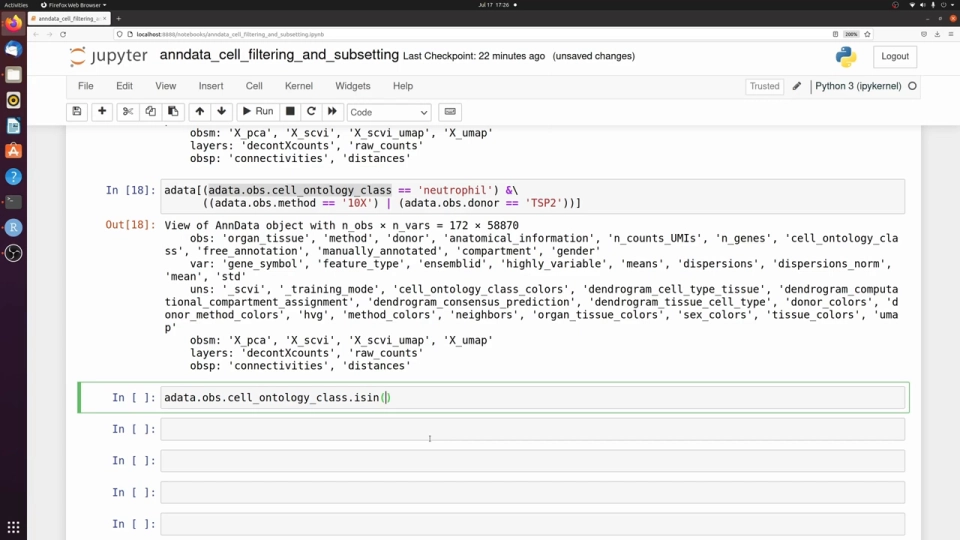 Activities
Firefox Web Browser
Jul 17 17:26
anndata_cell_filtering_
localhost:8888/notebooks/anndata_cell_filtering_and_subsetting.ipynb
200%
jupyter anndata_cell_filtering_and_subsetting Last Checkpoint: 22 minutes ago (unsaved changes)
Logout
File Edit View Insert Cell Kernel Widgets Help
Trusted
Python 3 (ipykernel)
Run
Code
obsm: 'X_pca', 'X_scvi', 'X_scvi_umap', 'X_umap'
layers: 'decontXcounts', 'raw_counts'
obsp: 'connectivities', 'distances'
In [18]: adata[(adata.obs.cell_ontology_class == 'neutrophil') &\
((adata.obs.method == '10X') | (adata.obs.donor == 'TSP2'))]
Out[18]: View of AnnData object with n_obs × n_vars = 172 × 58870
obs: 'organ_tissue', 'method', 'donor', 'anatomical_information', 'n_counts_UMIs', 'n_genes', 'cell_ontology_cla
ss', 'free_annotation', 'manually_annotated', 'compartment', 'gender'
var: 'gene_symbol', 'feature_type', 'ensemblid', 'highly_variable', 'means', 'dispersions', 'dispersions_norm',
'mean', 'std'
uns: '_scvi', '_training_mode', 'cell_ontology_class_colors', 'dendrogram_cell_type_tissue', 'dendrogram_computa
tional_compartment_assignment', 'dendrogram_consensus_prediction', 'dendrogram_tissue_cell_type', 'donor_colors', 'd
onor_method_colors', 'hvg', 'method_colors', 'neighbors', 'organ_tissue_colors', 'sex_colors', 'tissue_colors', 'uma
p'
obsm: 'X_pca', 'X_scvi', 'X_scvi_umap', 'X_umap'
layers: 'decontXcounts', 'raw_counts'
obsp: 'connectivities', 'distances'
In [ ]: adata.obs.cell_ontology_class.isin()
In [ ]:
In [ ]:
In [ ]:
In [ ]: